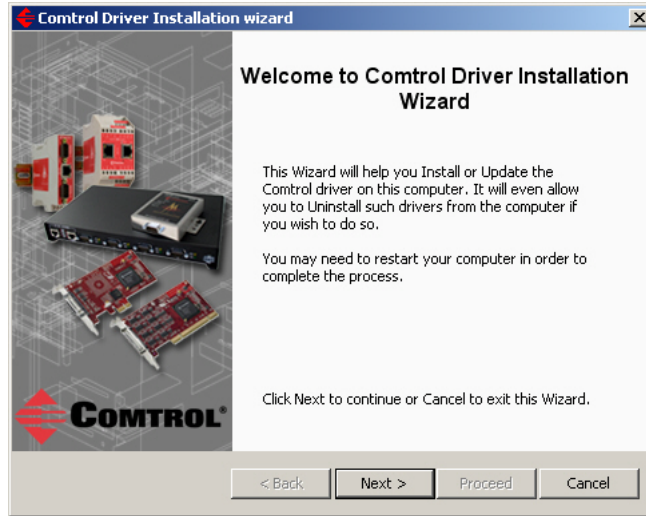 Comtrol Driver Installation wizard
Welcome to Comtrol Driver Installation
Wizard
This Wizard will help you Install or Update the
Comtrol driver on this computer. It will even allow
you to Uninstall such drivers from the computer if
you wish to do so.
You may need to restart your computer in order to
complete the process.
Click Next to continue or Cancel to exit this Wizard.
COMTROL®
< Back
Next >
Proceed
Cancel